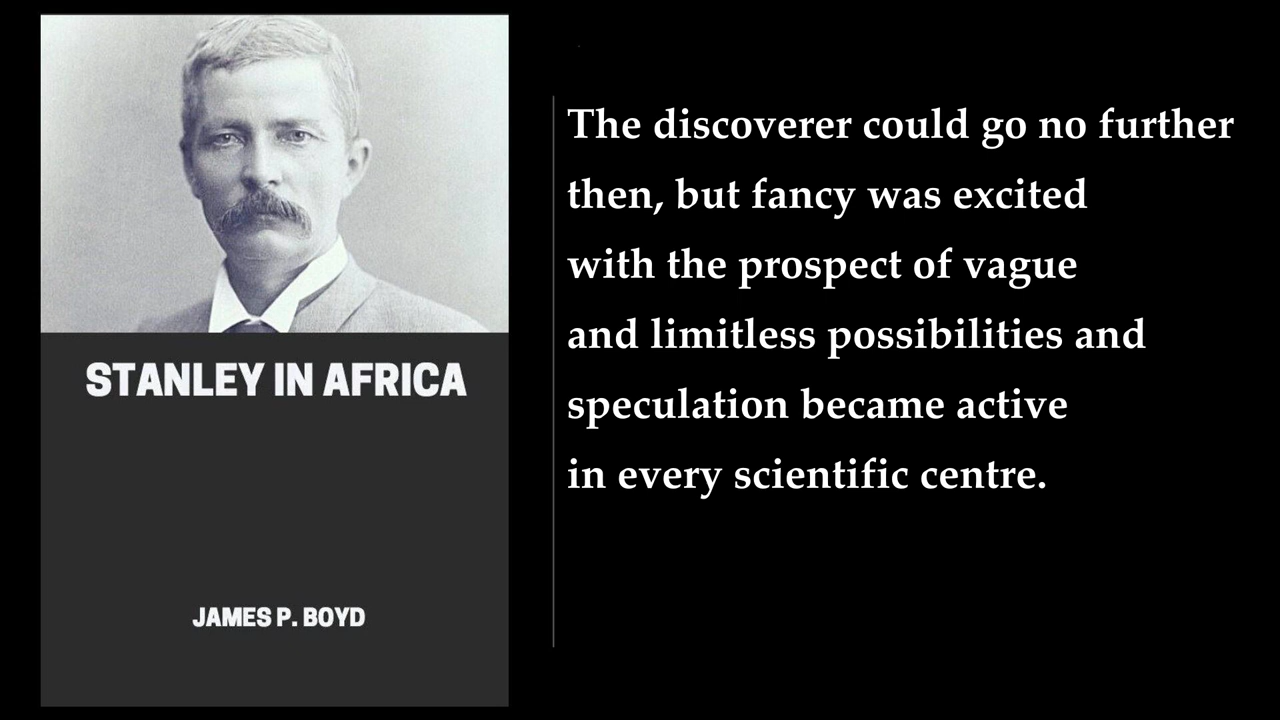 STANLEY IN AFRICA
JAMES P. BOYD
The discoverer could go no further
then, but fancy was excited
with the prospect of vague
and limitless possibilities and
speculation became active
in every scientific centre.